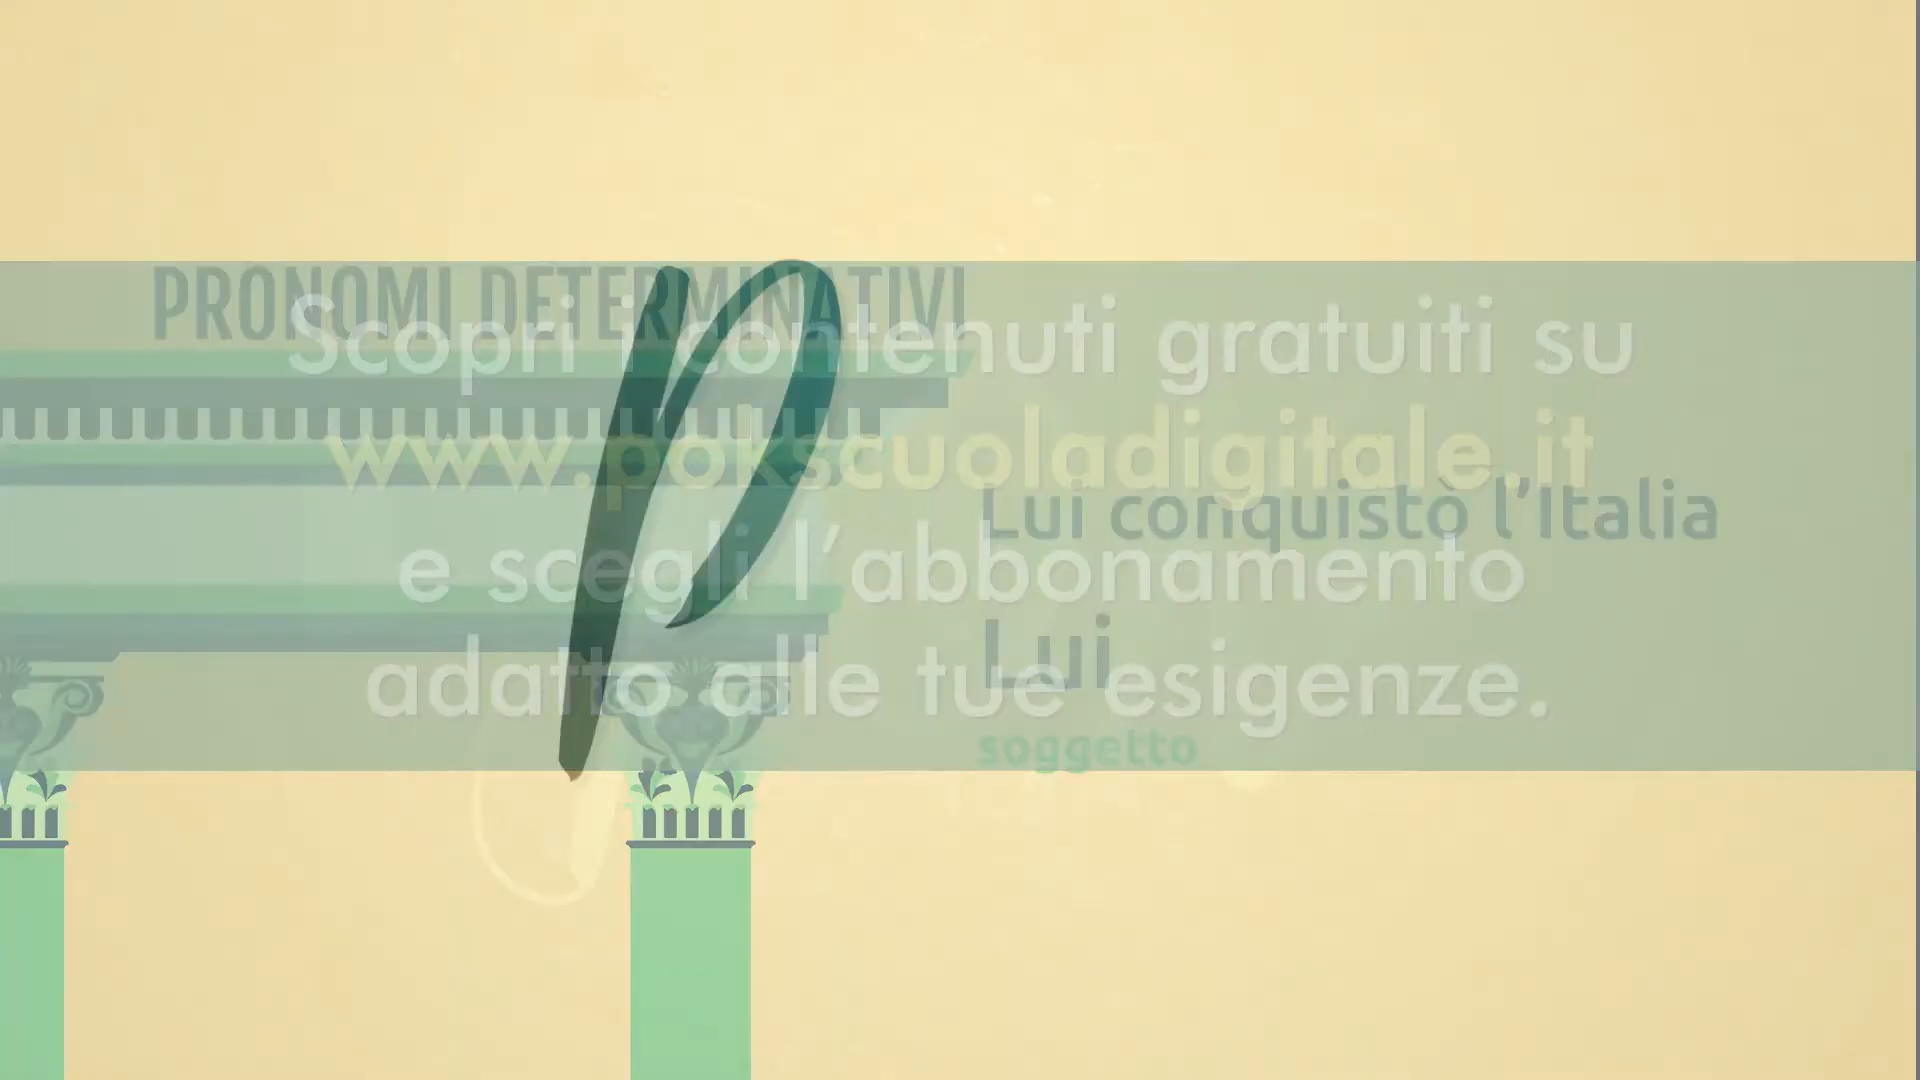 PRONOMI DETERMINATIVI
Scopri i contenuti gratuiti su
www.pokscuoladigitale.it
Lui conquistò l'Italia
e scegli l'abbonamento
Lui
adatto alle tue esigenze.
soggetto